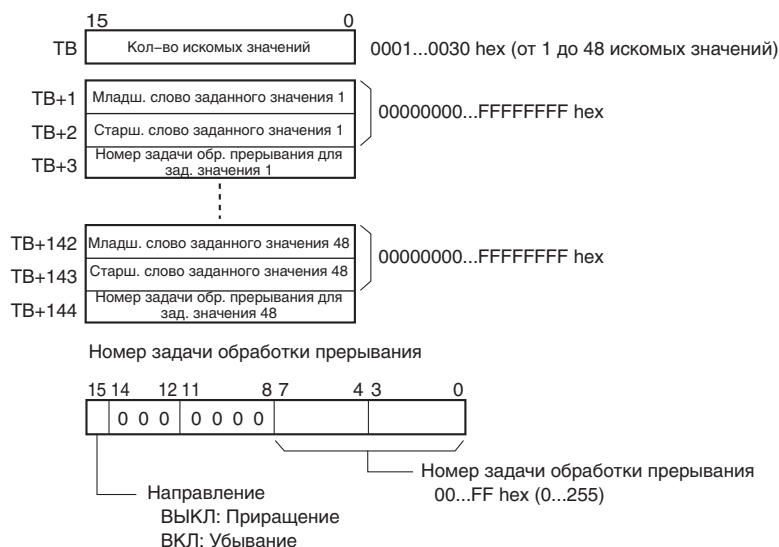 15 0
TB Кол-во искомых значений 0001...0030 hex (от 1 до 48 искомых значений)
TB+1 Младш. слово заданного значения 1
00000000...FFFFFFFF hex
TB+2 Старш. слово заданного значения 1
TB+3 Номер задачи обр. прерывания для
зад. значения 1
TB+142 Младш. слово заданного значения 48
00000000...FFFFFFFF hex
TB+143 Старш. слово заданного значения 48
TB+144 Номер задачи обр. прерывания для
зад. значения 48
Номер задачи обработки прерывания
15 14 12 11 8 7 4 3 0
0 0 0 0 0 0 0
Номер задачи обработки прерывания
00...FF hex (0...255)
Направление
ВЫКЛ: Приращение
ВКЛ: Убывание